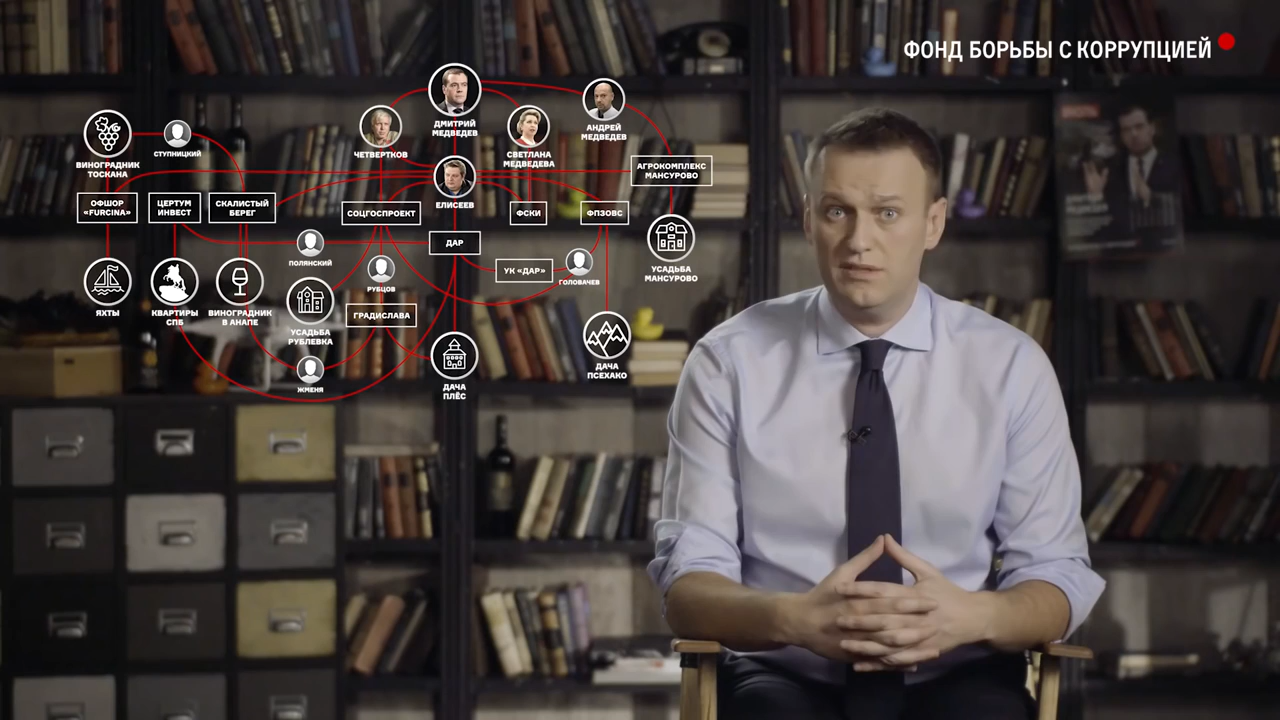 ФОНД БОРЬБЫ С КОРРУПЦИЕЙ
ДМИТРИЙ
МЕДВЕДЕВ
ЧЕТВЕРТКОВ
СВЕТЛАНА
МЕДВЕДЕВА
АНДРЕЙ
МЕДВЕДЕВ
ВИНОГРАДНИК
ТОСКАНА
СТУПНИЦКИЙ
АГРОКОМПЛЕКС
МАНСУРОВО
ЕЛИСЕЕВ
ОФШОР
«FURCINA»
ЦЕРТУМ
ИНВЕСТ
СКАЛИСТЫЙ
БЕРЕГ
СОЦГОСПРОЕКТ
ФСКИ
ФПЗОВС
ДАР
ПОЛЯНСКИЙ
РУБЦОВ
УК «ДАР»
ГОЛОВАЧЕВ
УСАДЬБА
МАНСУРОВО
ЯХТЫ
КВАРТИРЫ
СПБ
ВИНОГРАДНИК
В АНАПЕ
УСАДЬБА
РУБЛЕВКА
ГРАДИСЛАВА
ЖМЕНЯ
ДАЧА
ПЛЁС
ДАЧА
ПСЕХАКО